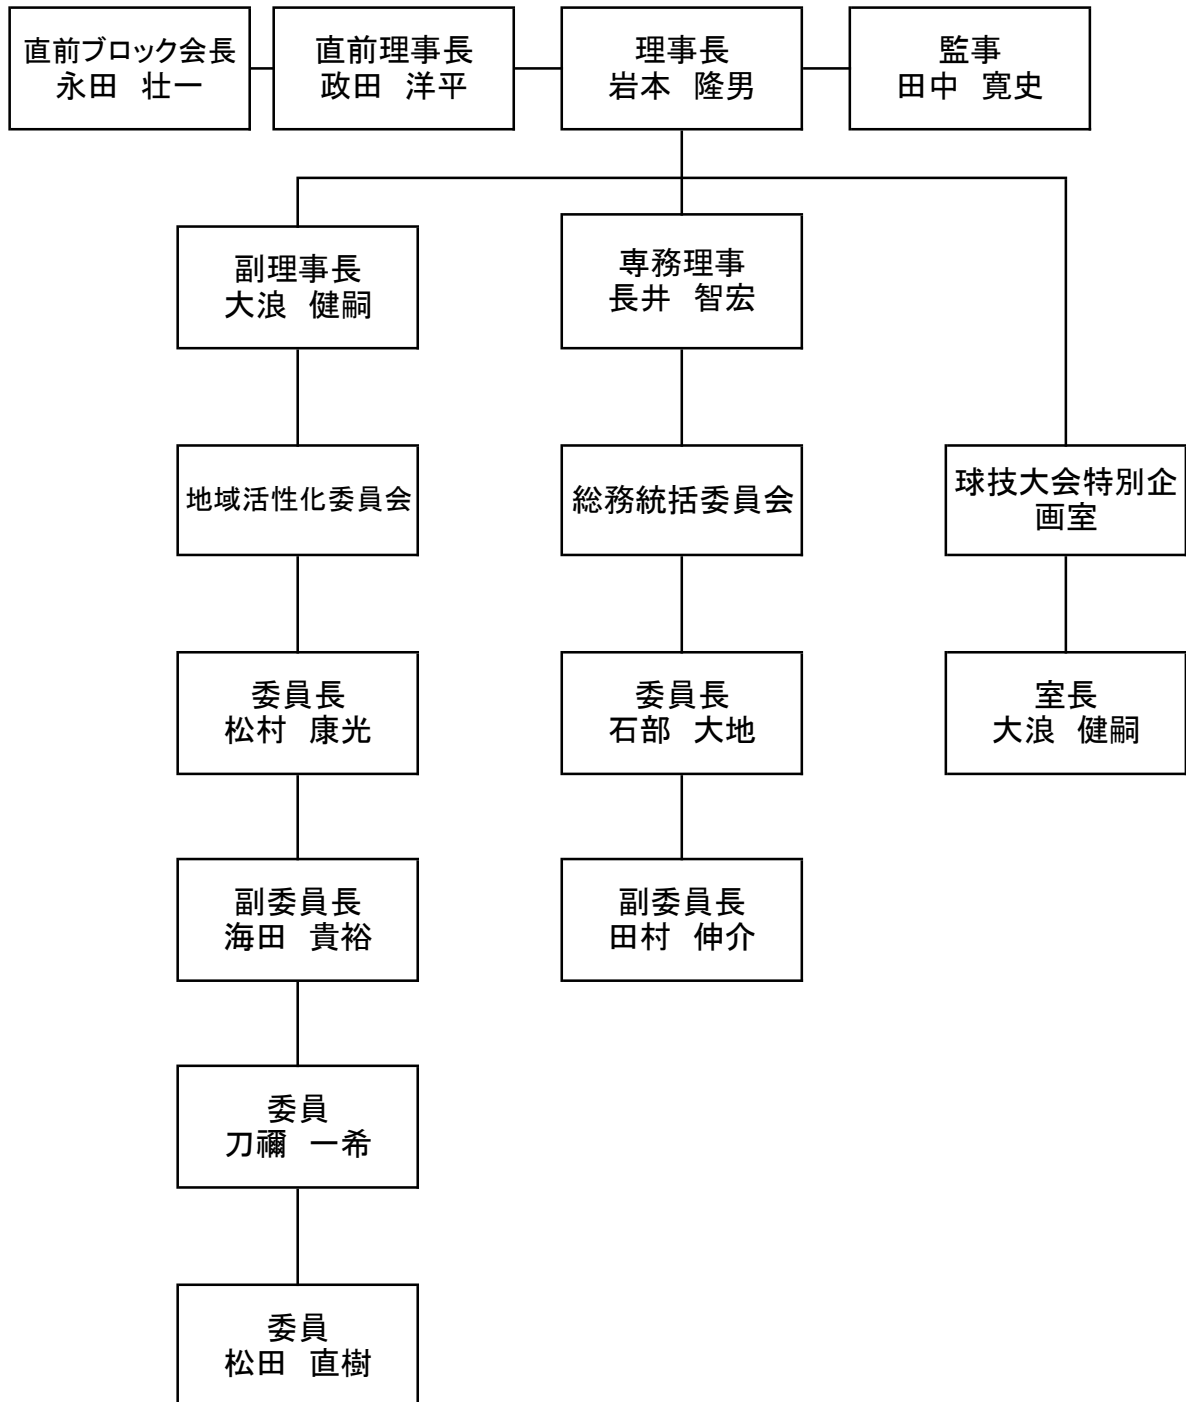 直前ブロック会長
永田　壮一
直前理事長
政田　洋平
理事長
岩本　隆男
監事
田中　寛史
副理事長
大浪　健嗣
専務理事
長井　智宏
地域活性化委員会
総務統括委員会
球技大会特別企
画室
委員長
松村　康光
委員長
石部　大地
室長
大浪　健嗣
副委員長
海田　貴裕
副委員長
田村　伸介
委員
刀禰　一希
委員
松田　直樹